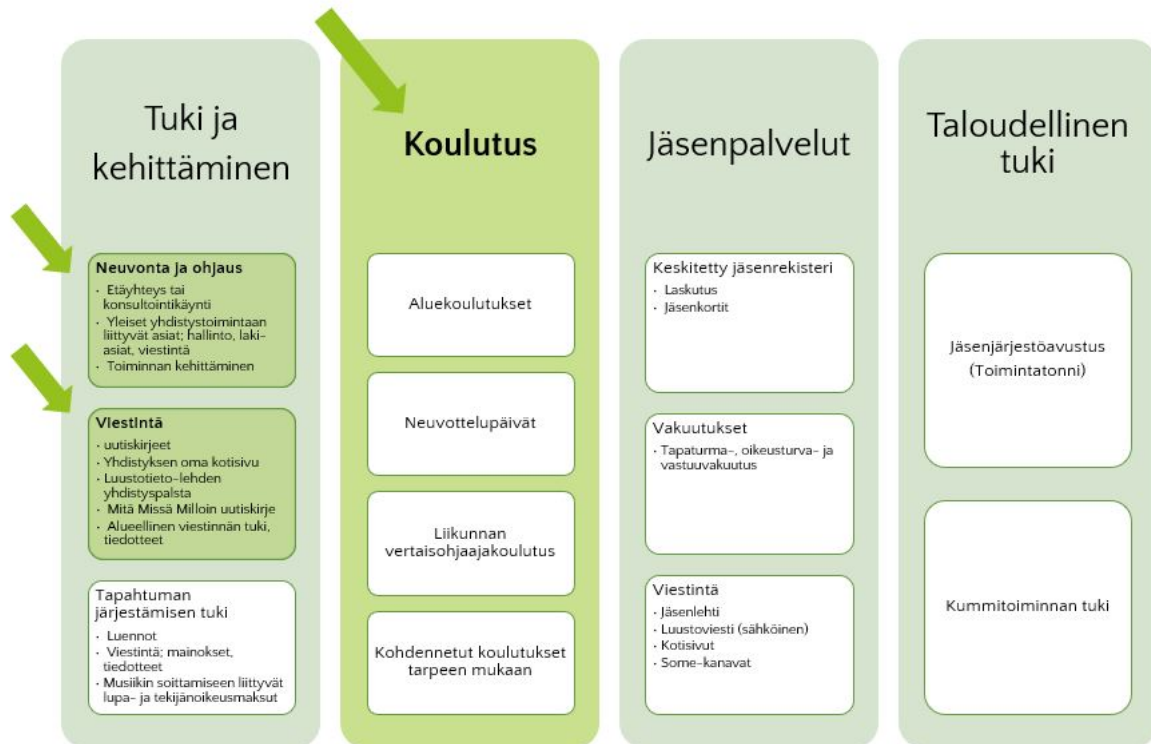 Tuki ja
kehittäminen
Neuvonta ja ohjaus
· Etäyhteys tai
konsultointikäynti
· Yleiset yhdistystoimintaan
liittyvät asiat; hallinto, laki-
asiat, viestintä
· Toiminnan kehittäminen
Viestintä
· uutiskirjeet
· Yhdistyksen oma kotisivu
· Luustotieto-lehden
yhdistyspalsta
· Mitä Missä Milloin uutiskirje
· Alueellinen viestinnän tuki,
tiedotteet
Tapahtuman
järjestämisen tuki
· Luennot
· Viestintä; mainokset,
tiedotteet
· Musiikin soittamiseen liittyvät
lupa- ja tekijänoikeusmaksut
Koulutus
Aluekoulutukset
Neuvottelupäivät
Liikunnan
vertaisohjaajakoulutus
Kohdennetut koulutukset
tarpeen mukaan
Jäsenpalvelut
Keskitetty jäsenrekisteri
· Laskutus
· Jäsenkortit
Vakuutukset
· Tapaturma-, oikeusturva- ja
vastuuvakuutus
Viestintä
· Jäsenlehti
· Luustoviesti (sähköinen)
· Kotisivut
· Some-kanavat
Taloudellinen
tuki
Jäsenjärjestöavustus
(Toimintatonni)
Kummitoiminnan tuki